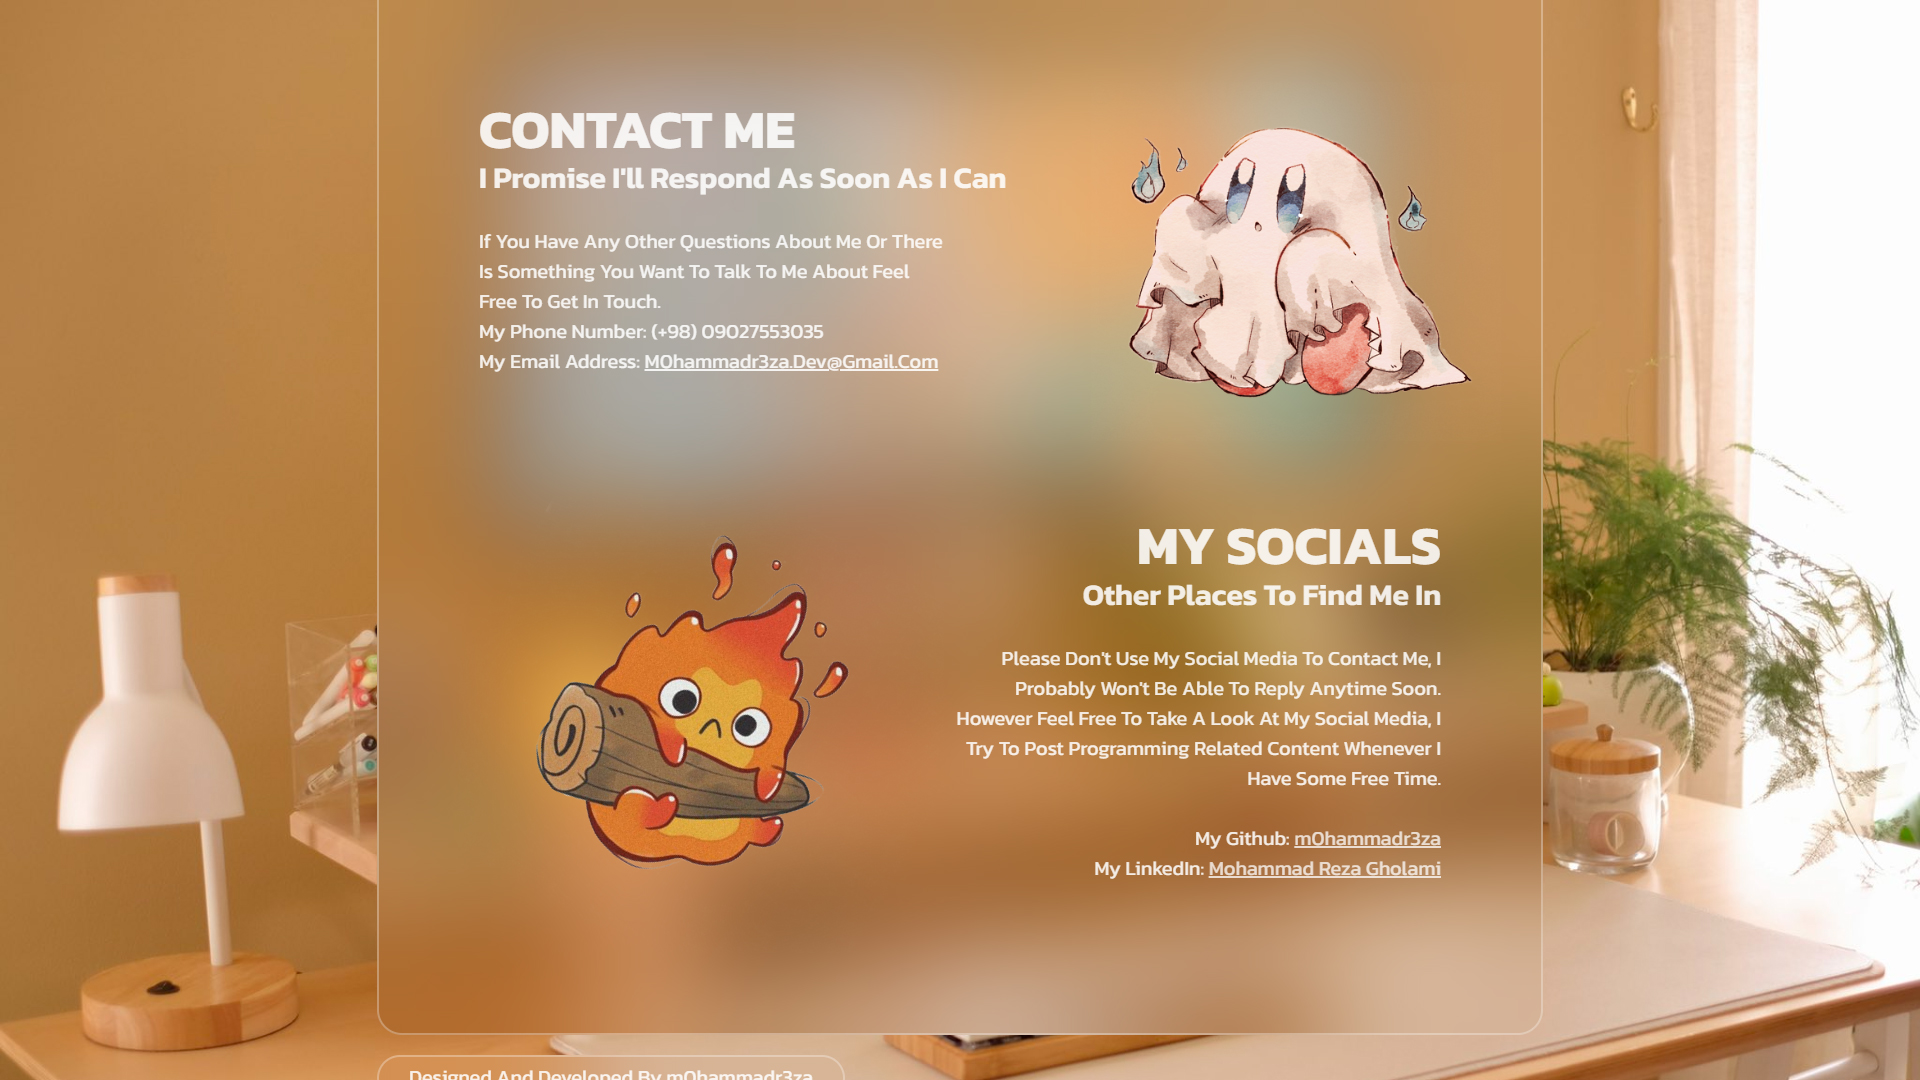 CONTACT ME
I Promise I'll Respond As Soon As I Can
If You Have Any Other Questions About Me Or There
Is Something You Want To Talk To Me About Feel
Free To Get In Touch.
My Phone Number: (+98) 09027553035
My Email Address: M0hammadr3za.Dev@Gmail.Com
MY SOCIALS
Other Places To Find Me In
Please Don't Use My Social Media To Contact Me, I
Probably Won't Be Able To Reply Anytime Soon.
However Feel Free To Take A Look At My Social Media, I
Try To Post Programming Related Content Whenever I
Have Some Free Time.
My Github: m0hammadr3za
My LinkedIn: Mohammad Reza Gholami
Designed And Developed By m0hammadr3za